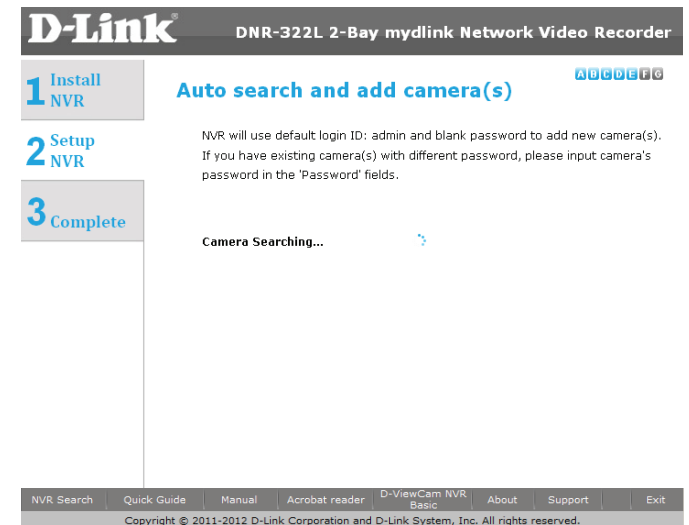 D-Link®
DNR-322L 2-Bay mydlink Network Video Recorder
1 Install
NVR
2 Setup
NVR
3 Complete
A B C D E F G
Auto search and add camera(s)
NVR will use default login ID: admin and blank password to add new camera(s).
If you have existing camera(s) with different password, please input camera's
password in the 'Password' fields.
Camera Searching...
NVR Search
Quick Guide
Manual
Acrobat reader
D-ViewCam NVR
Basic
About
Support
Exit
Copyright © 2011-2012 D-Link Corporation and D-Link System, Inc. All rights reserved.